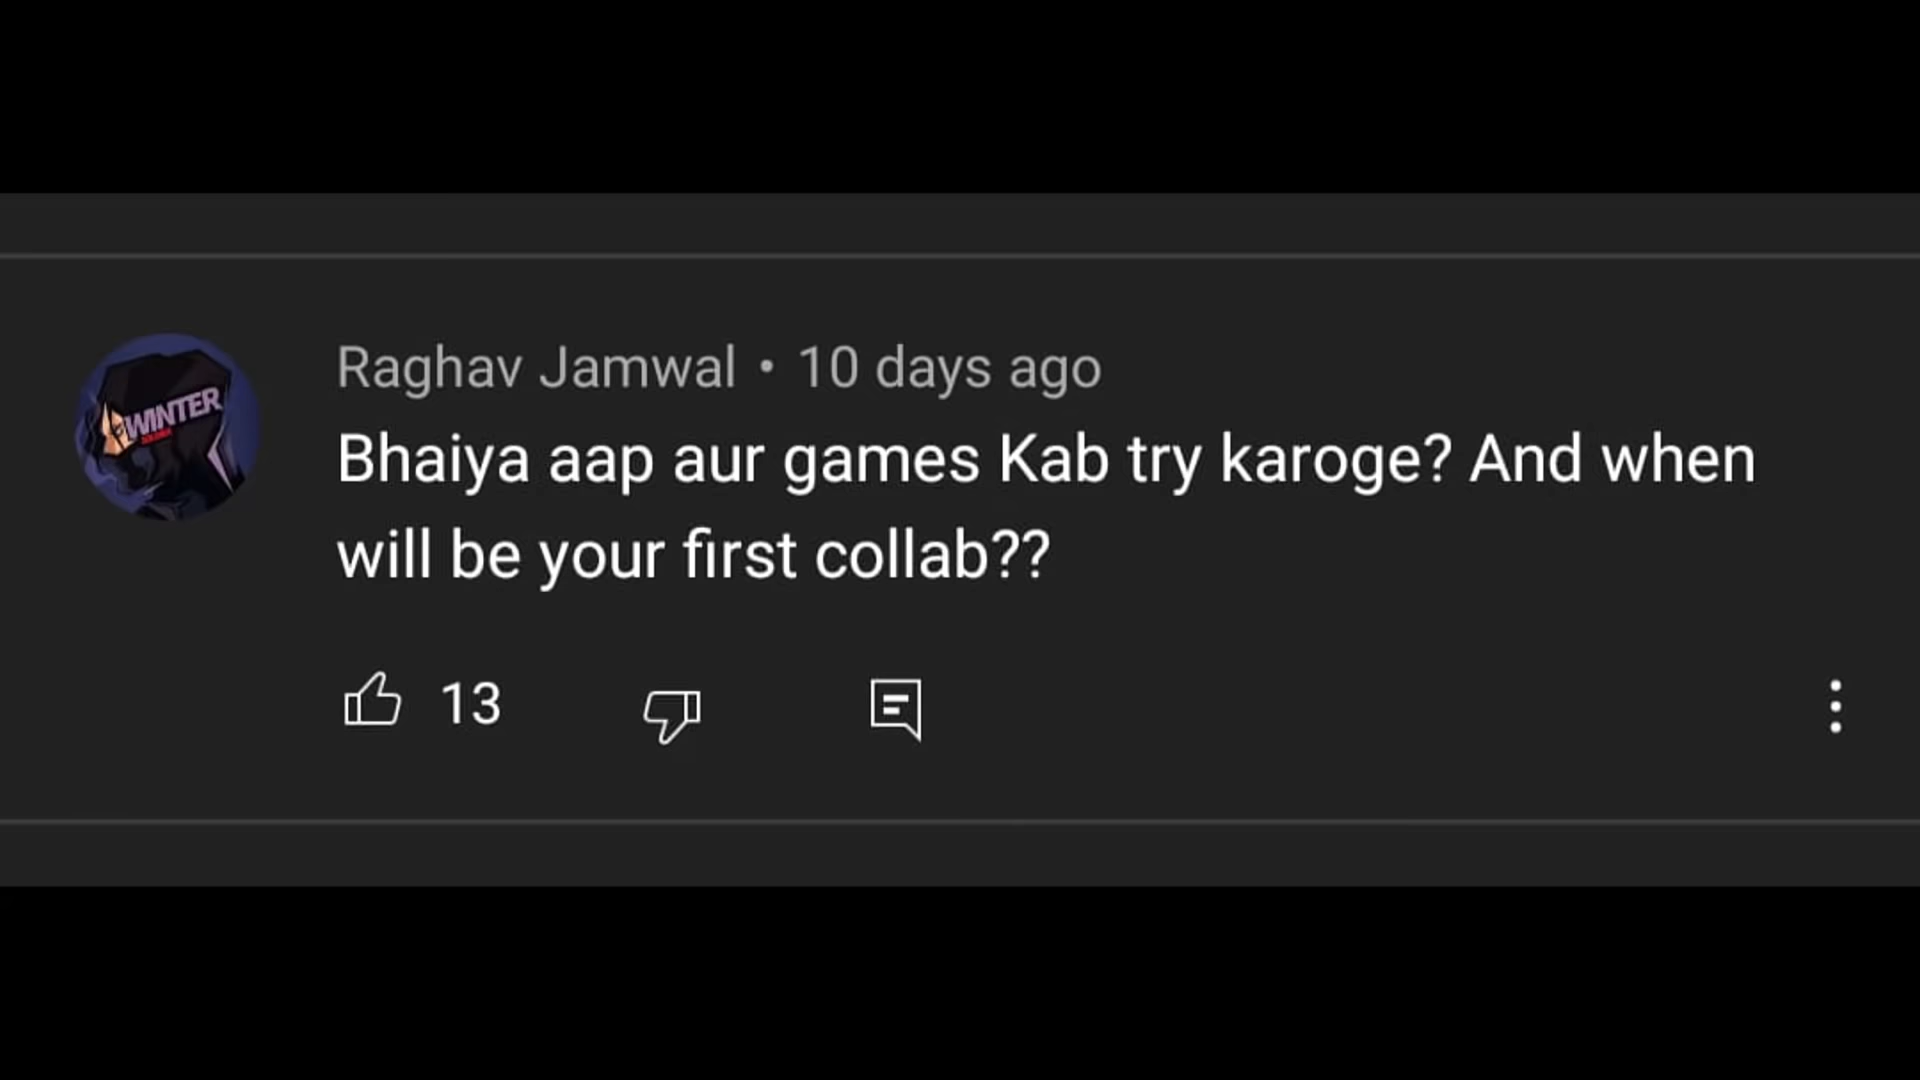 WINTER
Raghav Jamwal • 10 days ago
Bhaiya aap aur games Kab try karoge? And when
will be your first collab??
13